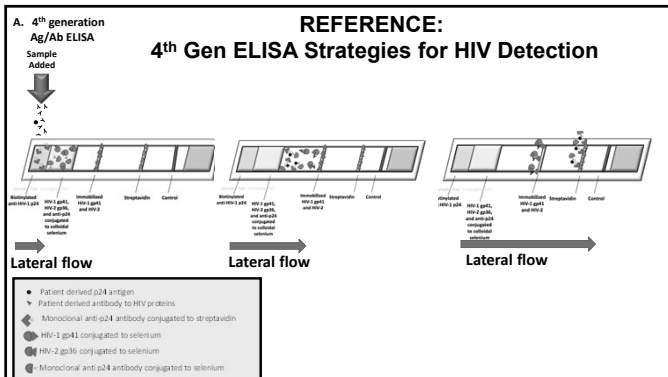 A. 4th generation
Ag/Ab ELISA
REFERENCE:
4th Gen ELISA Strategies for HIV Detection
Sample
Added
Biotinylated
anti-HIV-1 p24
HIV-1 gp41,
HIV-2 gp36,
and anti-p24
conjugated
to colloidal
selenium
Immobilized
HIV-1 gp41
and HIV-2
Streptavidin
Control
Lateral flow
Biotinylated
anti-HIV-1 p24
HIV-1 gp41,
HIV-2 gp36,
and anti-p24
conjugated
to colloidal
selenium
Immobilized
HIV-1 gp41
and HIV-2
Streptavidin
Control
Lateral flow
HIV-1 p24
HIV-1 gp41,
HIV-2 gp36,
and anti-p24
conjugated
to colloidal
selenium
Immobilized
HIV-1 gp41
and HIV-2
Streptavidin
Control
Lateral flow
Patient derived p24 antigen
Patient derived antibody to HIV proteins
Monoclonal anti-p24 antibody conjugated to streptavidin
HIV-1 gp41 conjugated to selenium
HIV-2 gp36 conjugated to selenium
Monoclonal anti p24 antibody conjugated to selenium